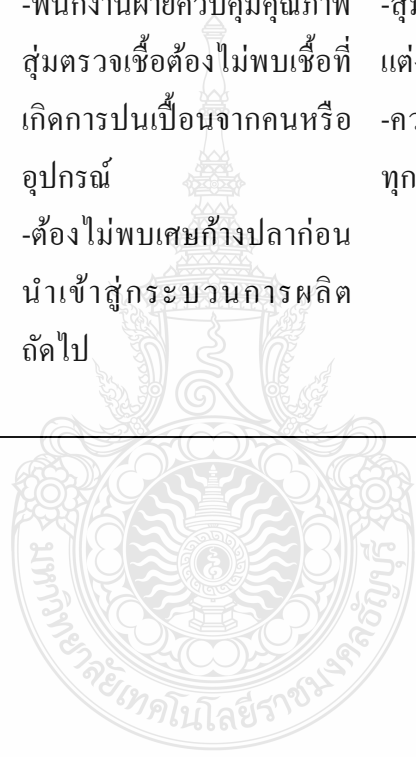 -พนักงานฝ่ายควบคุมคุณภาพ
สุ่มตรวจเชื้อต้องไม่พบเชื้อที่
เกิดการปนเปื้อนจากคนหรือ
อุปกรณ์
-ต้องไม่พบเศษก้างปลาก่อน
นำเข้าสู่กระบวนการผลิต
ถัดไป
มหาวิทยาลัยเทคโนโลยีราชมงคลธัญบุรี